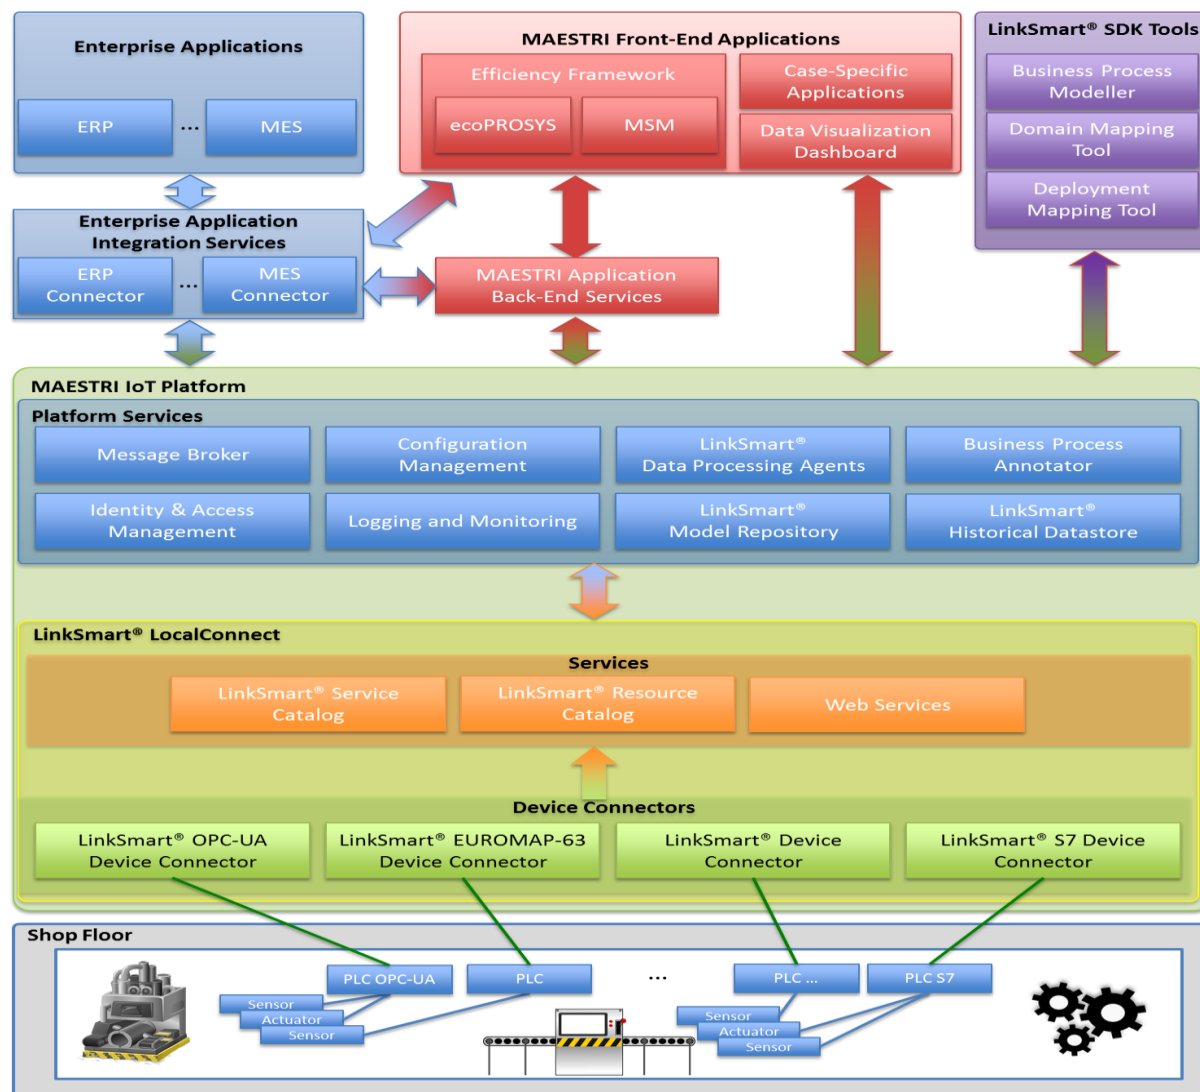 Enterprise Applications
ERP
...
MES
MAESTRI Front-End Applications
Efficiency Framework
ecoPROSYS
MSM
Case-Specific
Applications
Data Visualization
Dashboard
LinkSmart® SDK Tools
Business Process
Modeller
Domain Mapping
Tool
Deployment
Mapping Tool
Enterprise Application
Integration Services
ERP
Connector
...
MES
Connector
MAESTRI Application
Back-End Services
MAESTRI IoT Platform
Platform Services
Message Broker
Configuration
Management
LinkSmart®
Data Processing Agents
Business Process
Annotator
Identity & Access
Management
Logging and Monitoring
LinkSmart®
Model Repository
LinkSmart®
Historical Datastore
LinkSmart® LocalConnect
Services
LinkSmart® Service
Catalog
LinkSmart® Resource
Catalog
Web Services
Device Connectors
LinkSmart® OPC-UA
Device Connector
LinkSmart® EUROMAP-63
Device Connector
LinkSmart® Device
Connector
LinkSmart® S7 Device
Connector
Shop Floor
PLC OPC-UA
PLC
...
PLC ...
PLC S7
Sensor
Actuator
Sensor
Sensor
Actuator
Sensor